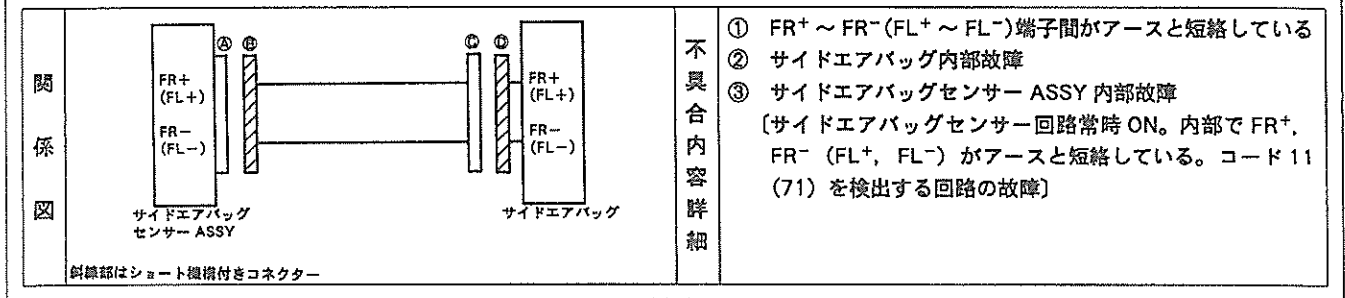 関係図
Ⓐ Ⓑ Ⓒ Ⓓ
FR+
(FL+)
FR−
(FL−)
FR+
(FL+)
FR−
(FL−)
サイドエアバッグ
センサー ASSY
サイドエアバッグ
斜線部はショート機構付きコネクター
不具合内容詳細
① FR⁺ ~ FR⁻(FL⁺ ~ FL⁻)端子間がアースと短絡している
② サイドエアバッグ内部故障
③ サイドエアバッグセンサー ASSY 内部故障
〔サイドエアバッグセンサー回路常時 ON。内部で FR⁺,
FR⁻ (FL⁺, FL⁻) がアースと短絡している。コード 11
(71) を検出する回路の故障〕